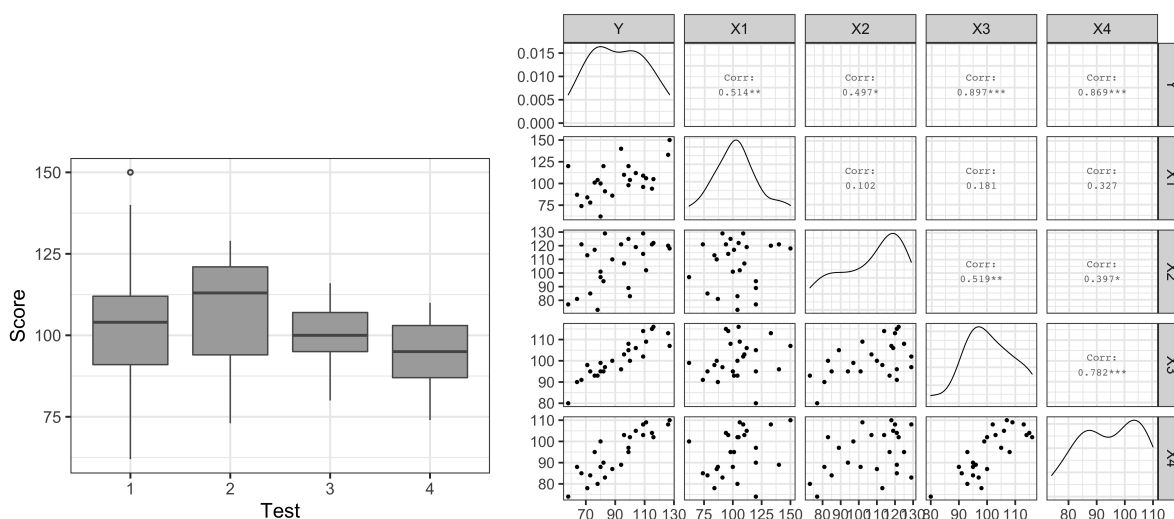 Score
150
125
100
75
1 2 3 4
Test
Y X1 X2 X3 X4
0.015
0.010
0.005
0.000
Corr:
0.514**
Corr:
0.497*
Corr:
0.897***
Corr:
0.869***
Y
150
125
100
75
Corr:
0.102
Corr:
0.181
Corr:
0.327
X1
130
120
110
100
90
80
Corr:
0.519**
Corr:
0.397*
X2
110
100
90
80
Corr:
0.782***
X3
110
100
90
80
X4
70 90 110 130
75 100 125 150
80 90 100 110 120 130
80 90 100 110
80 90 100 110